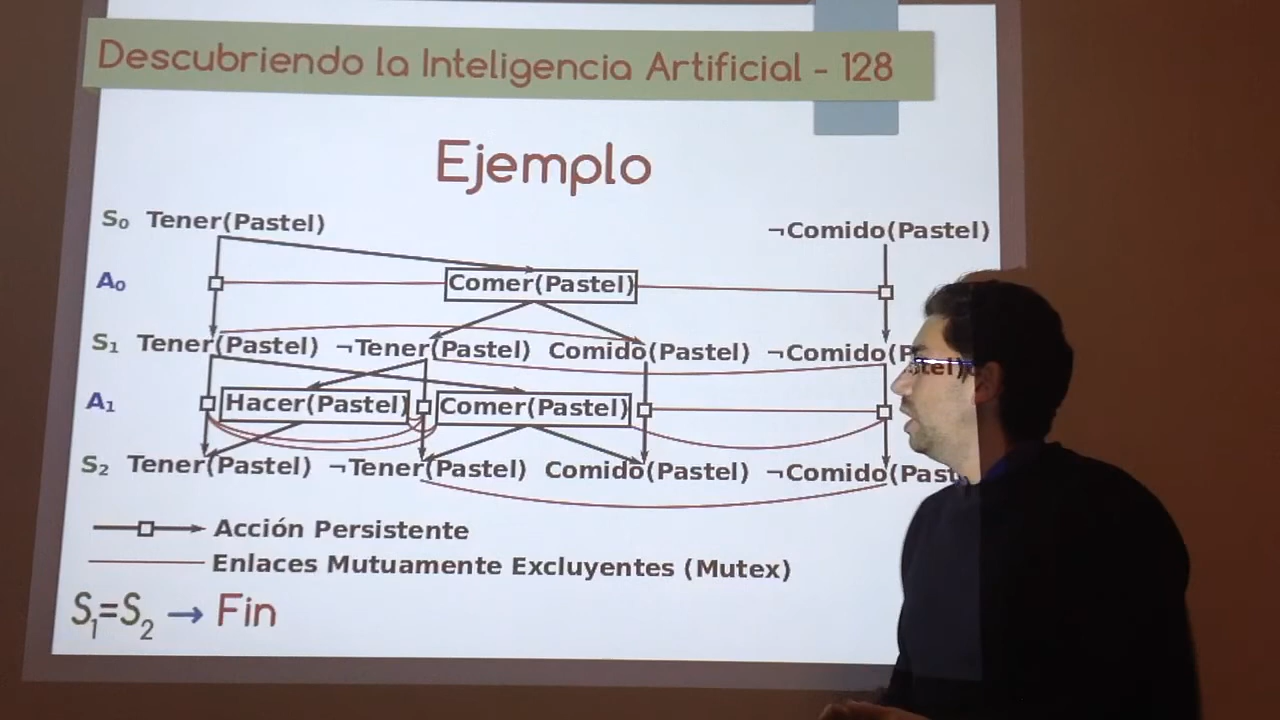 Descubriendo la Inteligencia Artificial - 128
Ejemplo
S₀ Tener(Pastel) ¬Comido(Pastel)
A₀ Comer(Pastel)
S₁ Tener(Pastel) ¬Tener(Pastel) Comido(Pastel) ¬Comido(Pastel)
A₁ Hacer(Pastel) Comer(Pastel)
S₂ Tener(Pastel) ¬Tener(Pastel) Comido(Pastel) ¬Comido(Past
Acción Persistente
Enlaces Mutuamente Excluyentes (Mutex)
S₁=S₂ → Fin